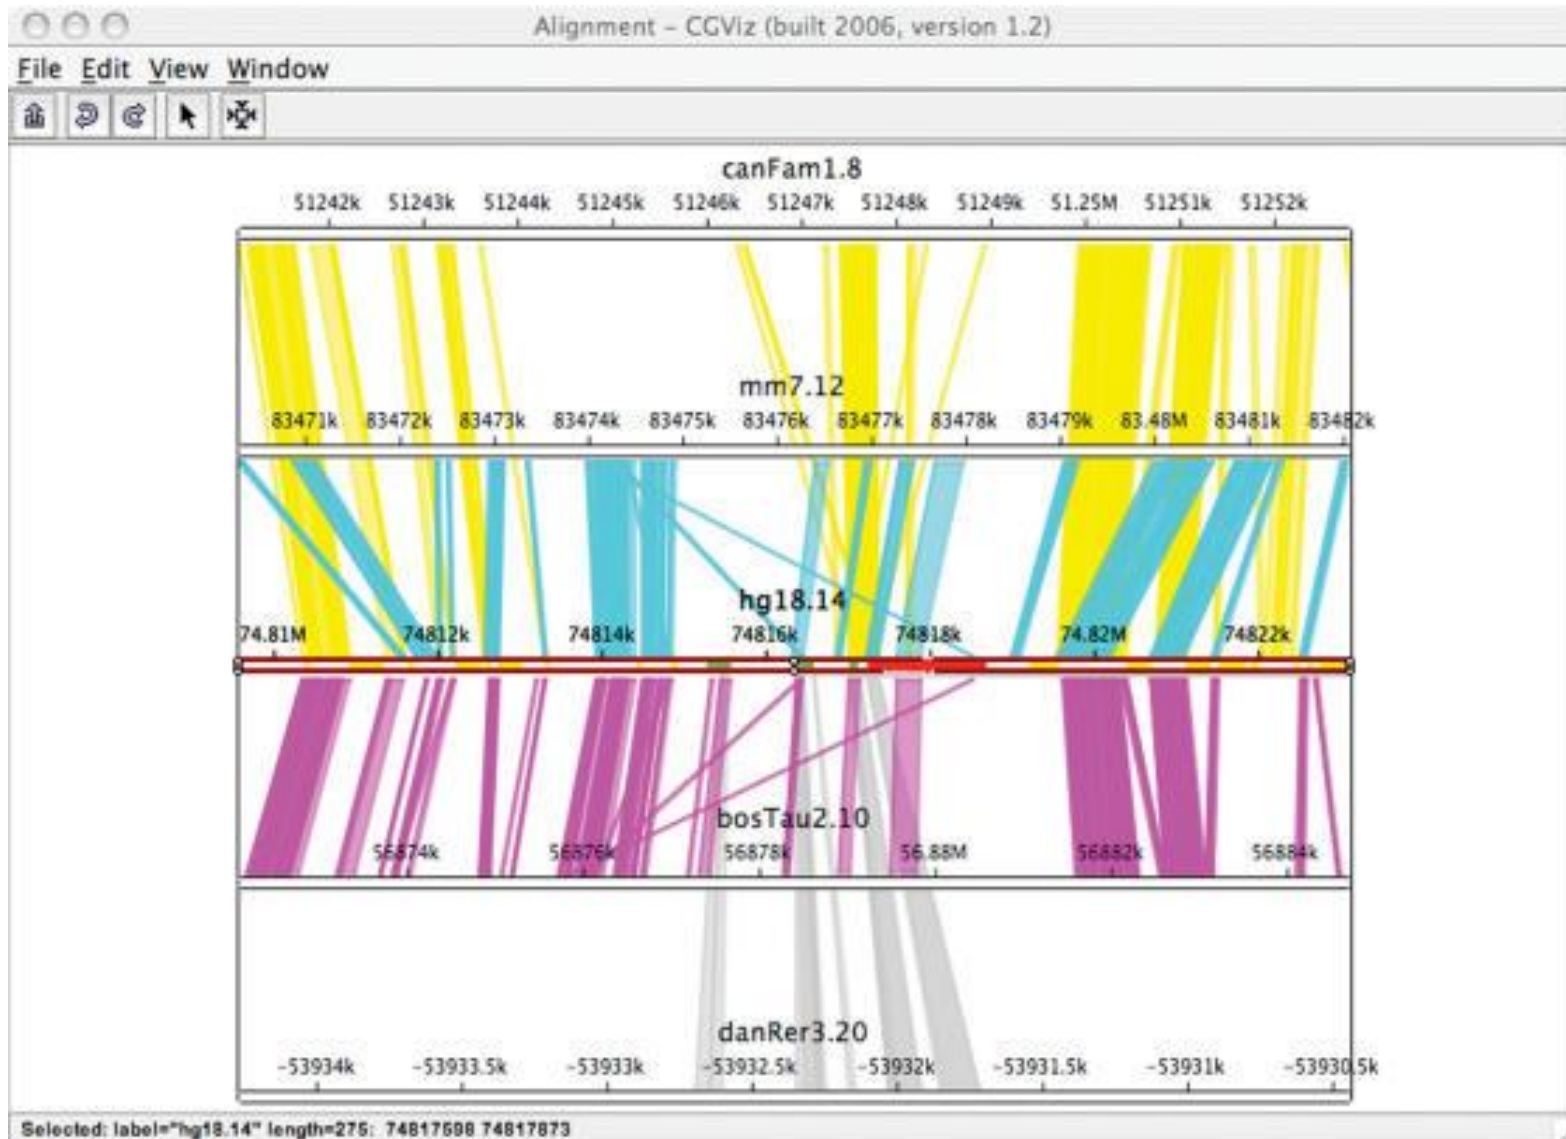 Alignment – CGViz (built 2006, version 1.2)
File Edit View Window
canFam1.8
51242k 51243k 51244k 51245k 51246k 51247k 51248k 51249k 51.25M 51251k 51252k
mm7.12
83471k 83472k 83473k 83474k 83475k 83476k 83477k 83478k 83479k 83.48M 83481k 83482k
hg18.14
74.81M 74812k 74814k 74816k 74818k 74.82M 74822k
bosTau2.10
56874k 56876k 56878k 56.88M 56882k 56884k
danRer3.20
-53934k -53933.5k -53933k -53932.5k -53932k -53931.5k -53931k -53930.5k
Selected: label="hg18.14" length=275: 74817598 74817873